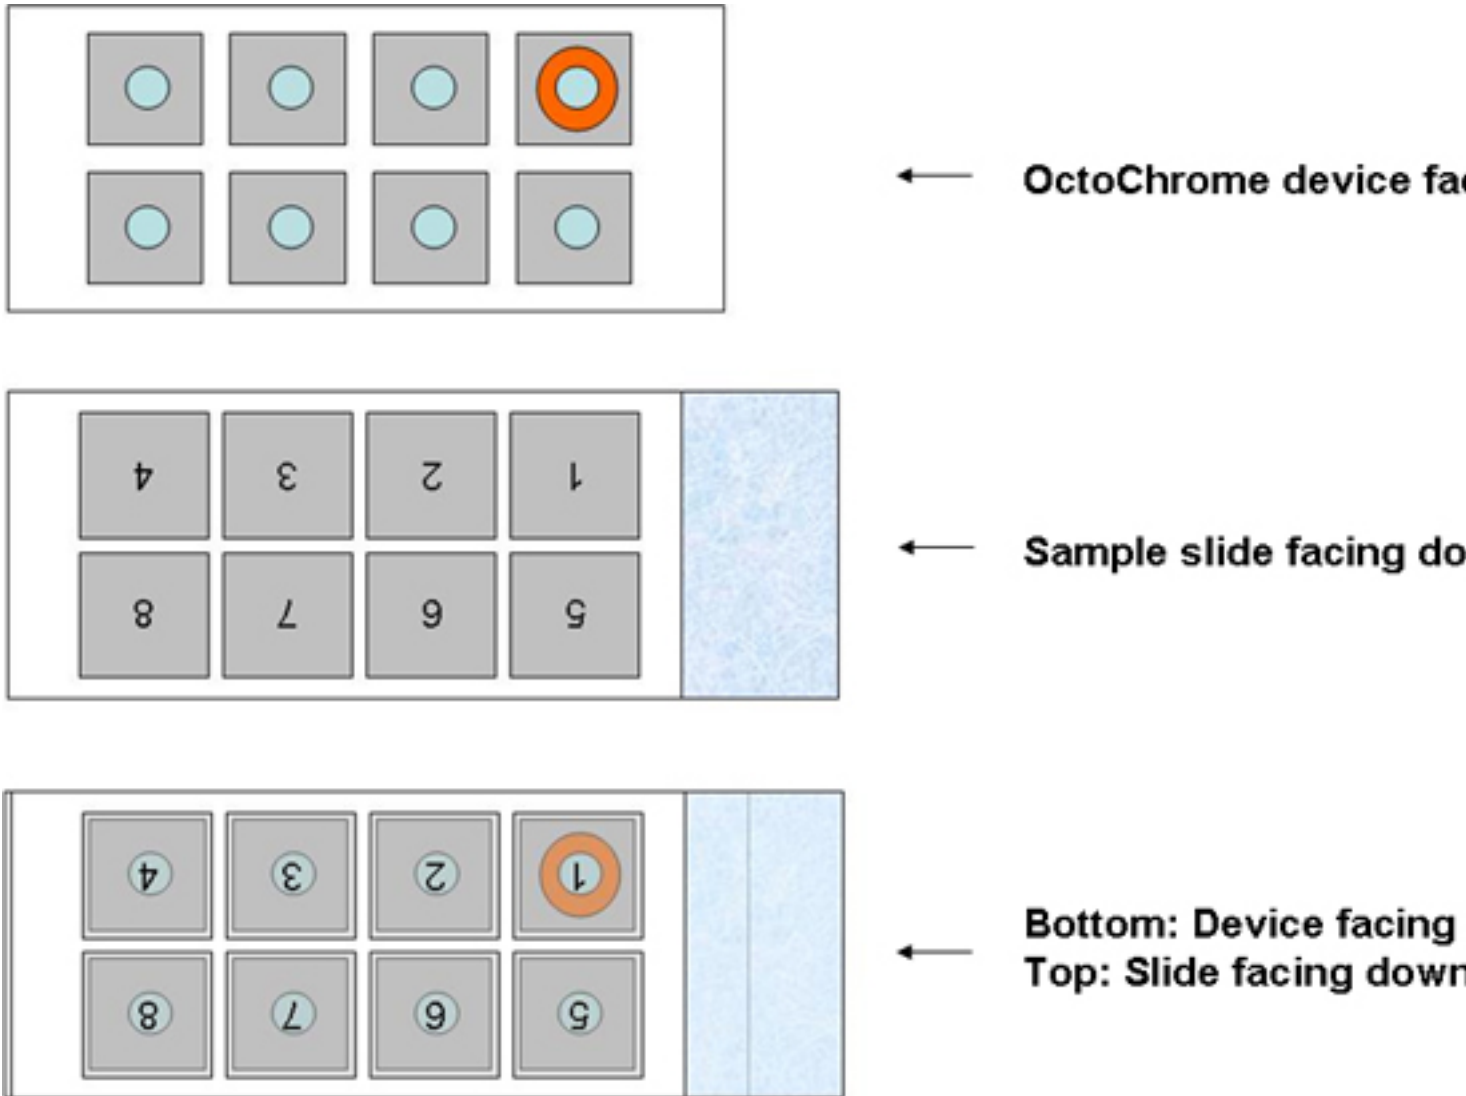 OctoChrome device
4 3 2 1
Sample slide facing
8 7 6 5
4 3 2 1
Bottom: Device facing
Top: Slide facing down
8 7 6 5